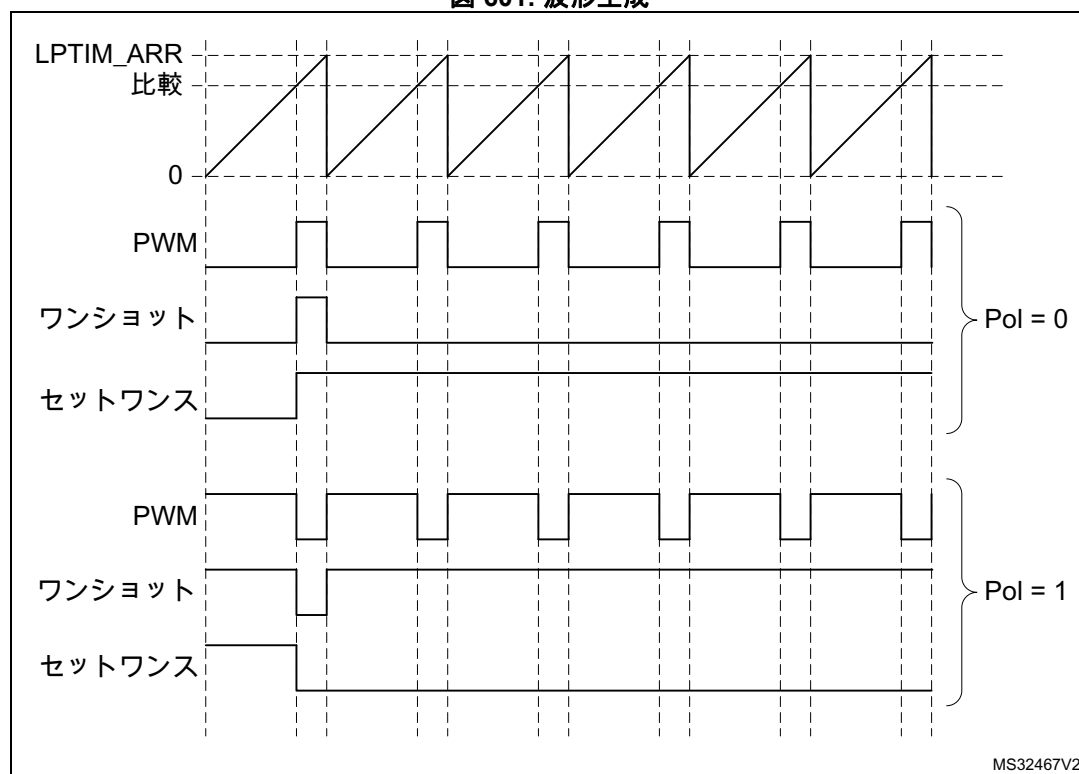 LPTIM_ARR
比較
0
PWM
ワンショット
セットワンス
Pol = 0
PWM
ワンショット
セットワンス
Pol = 1
MS32467V2